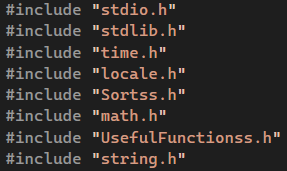 #include "stdio.h"
#include "stdlib.h"
#include "time.h"
#include "locale.h"
#include "Sortss.h"
#include "math.h"
#include "UsefulFunctionss.h"
#include "string.h"